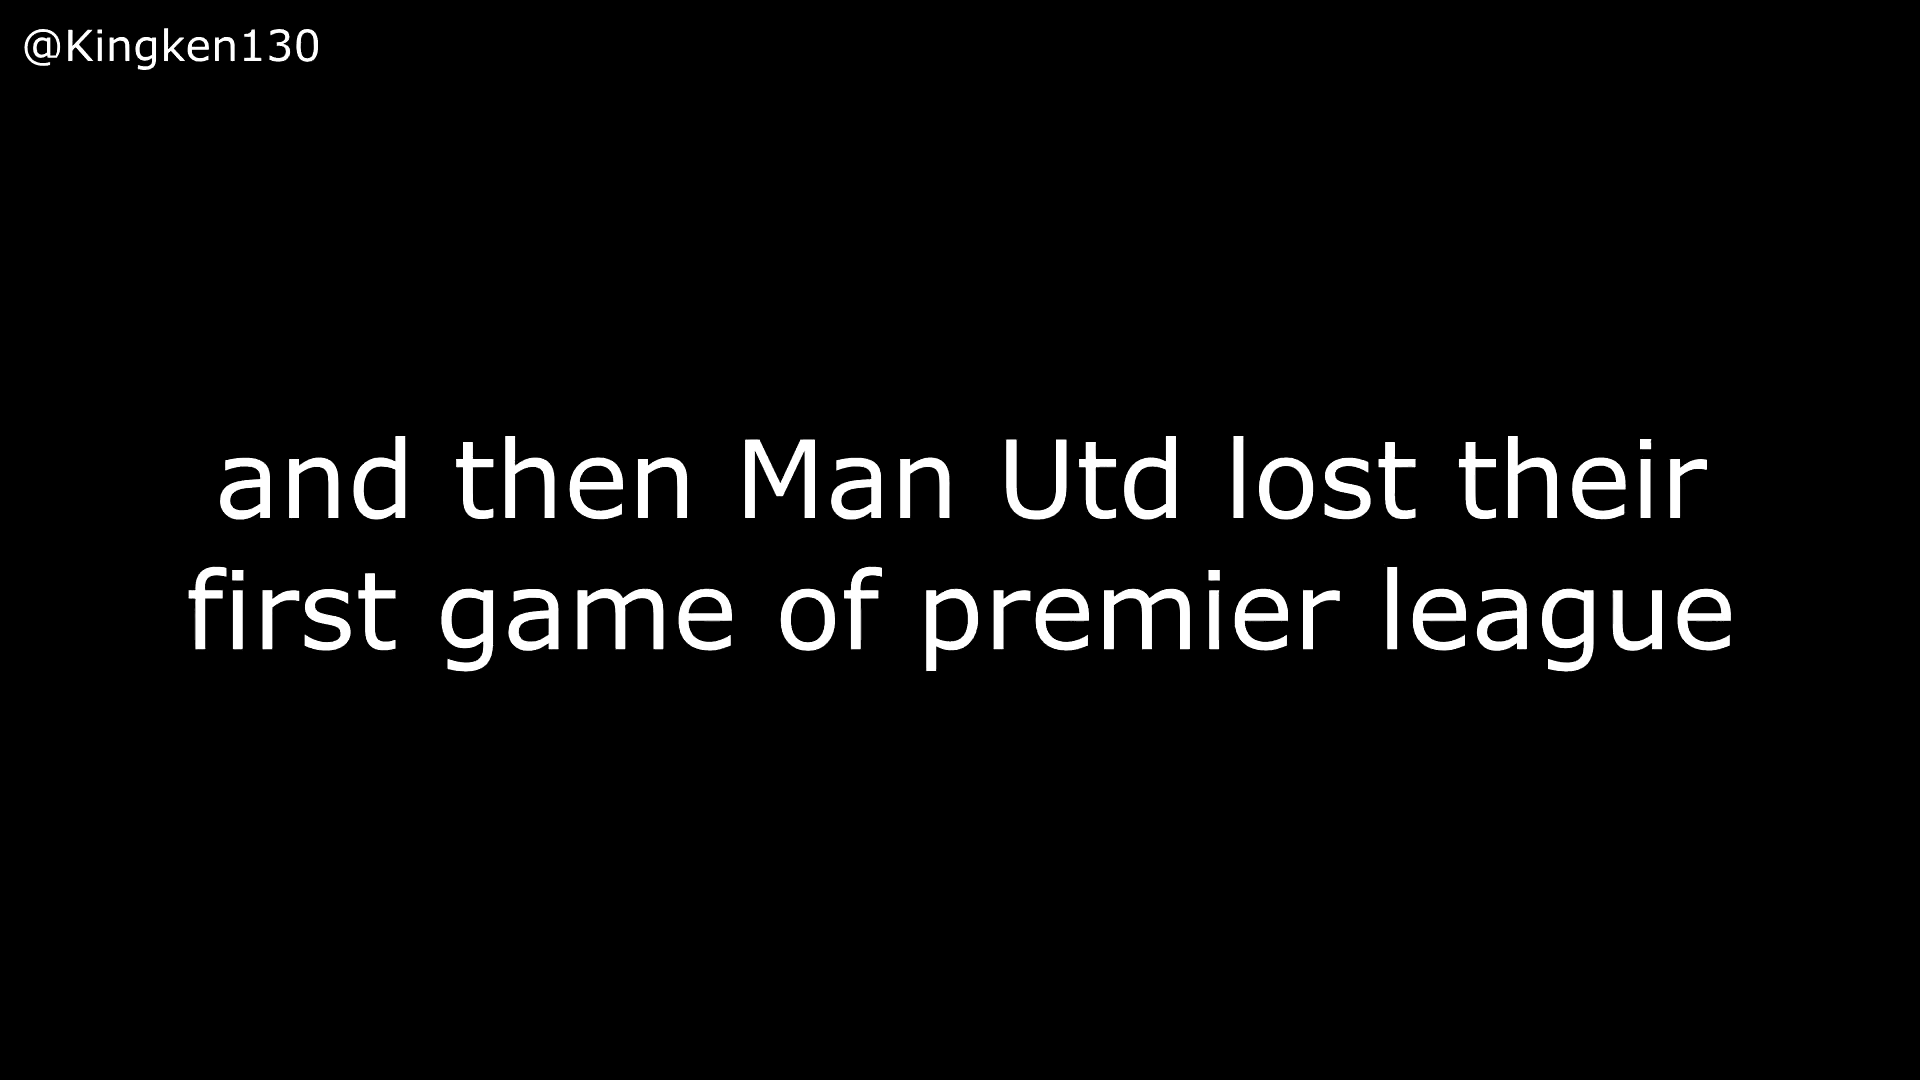 @Kingken130
and then Man Utd lost their
first game of premier league